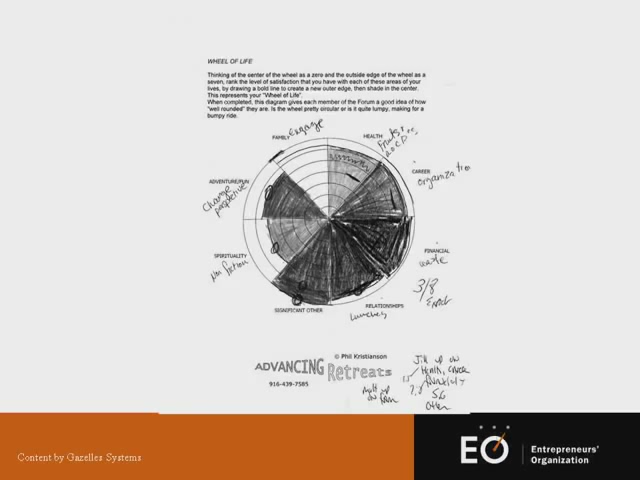 WHEEL OF LIFE
Thinking of the center of the wheel as a zero and the outside edge of the wheel as a
seven, rank the level of satisfaction that you have with each of these areas of your
lives, by drawing a bold line to create a new outer edge, then shade in the center.
This represents your "Wheel of Life".
When completed, this diagram gives each member of the Forum a good idea of how
"well rounded" they are. Is the wheel pretty circular or is it quite lumpy, making for a
bumpy ride.
FAMILY engage
HEALTH
CAREER
ADVENTURE/FUN
Change
SPIRITUALITY
FINANCIAL
waste
3/8
RELATIONSHIPS
lunches
SIGNIFICANT OTHER
© Phil Kristianson
ADVANCING Retreats
916-439-7585
Health, Career
Other
Content by Gazelles Systems
EO
Entrepreneurs'
Organization